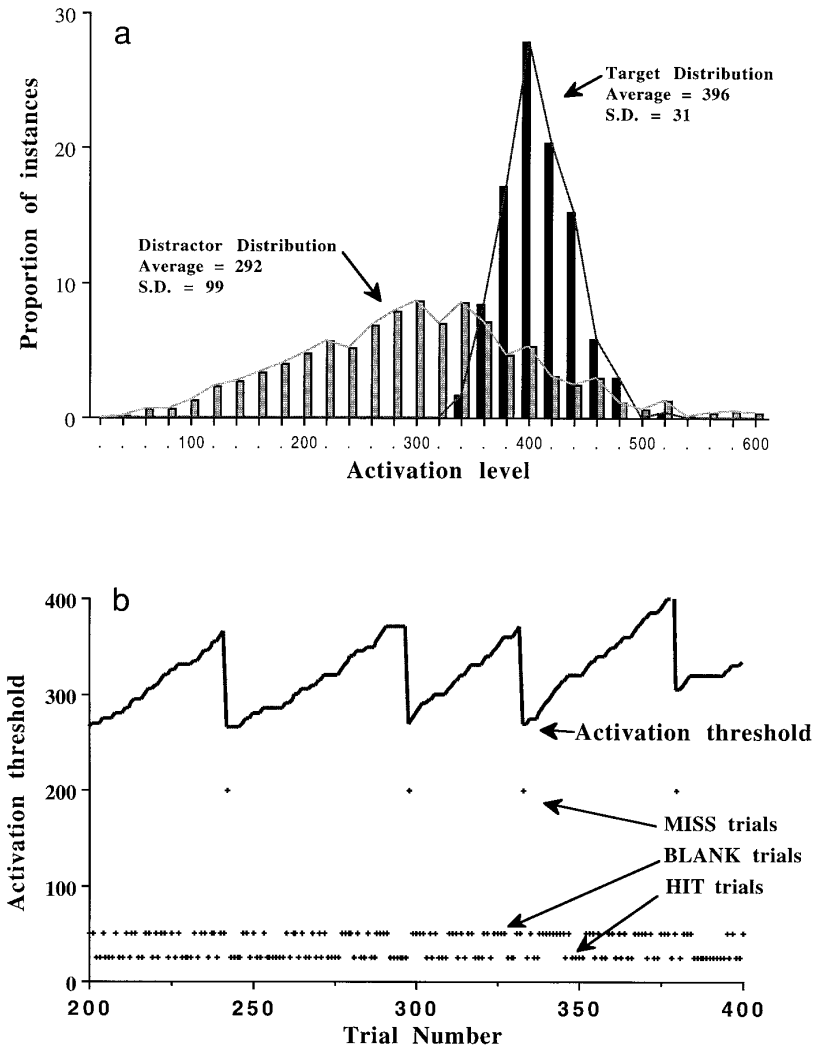 a
30
20
10
0
Proportion of instances
Target Distribution
Average = 396
S.D. = 31
Distractor Distribution
Average = 292
S.D. = 99
. . . . 100 . . . . 200 . . . . 300 . . . . 400 . . . . 500 . . . . 600
Activation level
b
400
300
200
100
0
Activation threshold
Activation threshold
MISS trials
BLANK trials
HIT trials
200 250 300 350 400
Trial Number